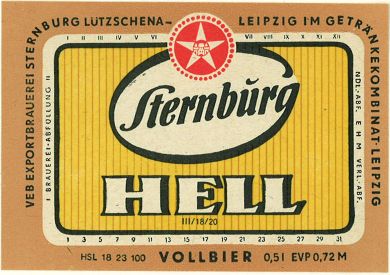 VEB EXPORTBRAUEREI STERNBURG LÜTZSCHENA-LEIPZIG IM GETRÄNKEKOMBINAT LEIPZIG
I II III IV V VI VII VIII IX X XI XII
I BRAUEREI-ABFÜLLUNG II
Sternburg
HELL
III/18/20
NDL.-ABF. E H M VERL.-ABF.
1 3 5 7 9 11 13 15 17 19 21 23 25 27 29 31
HSL 18 23 100 VOLLBIER 0,5 l EVP 0,72 M